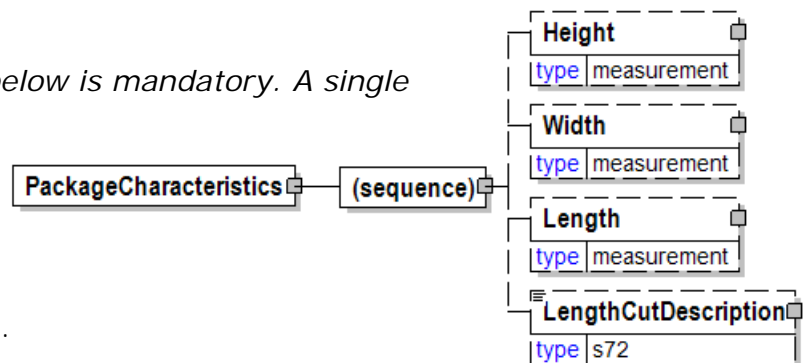 Height
type measurement
below is mandatory. A single
Width
type measurement
PackageCharacteristics (sequence)
Length
type measurement
LengthCutDescription
.
type s72